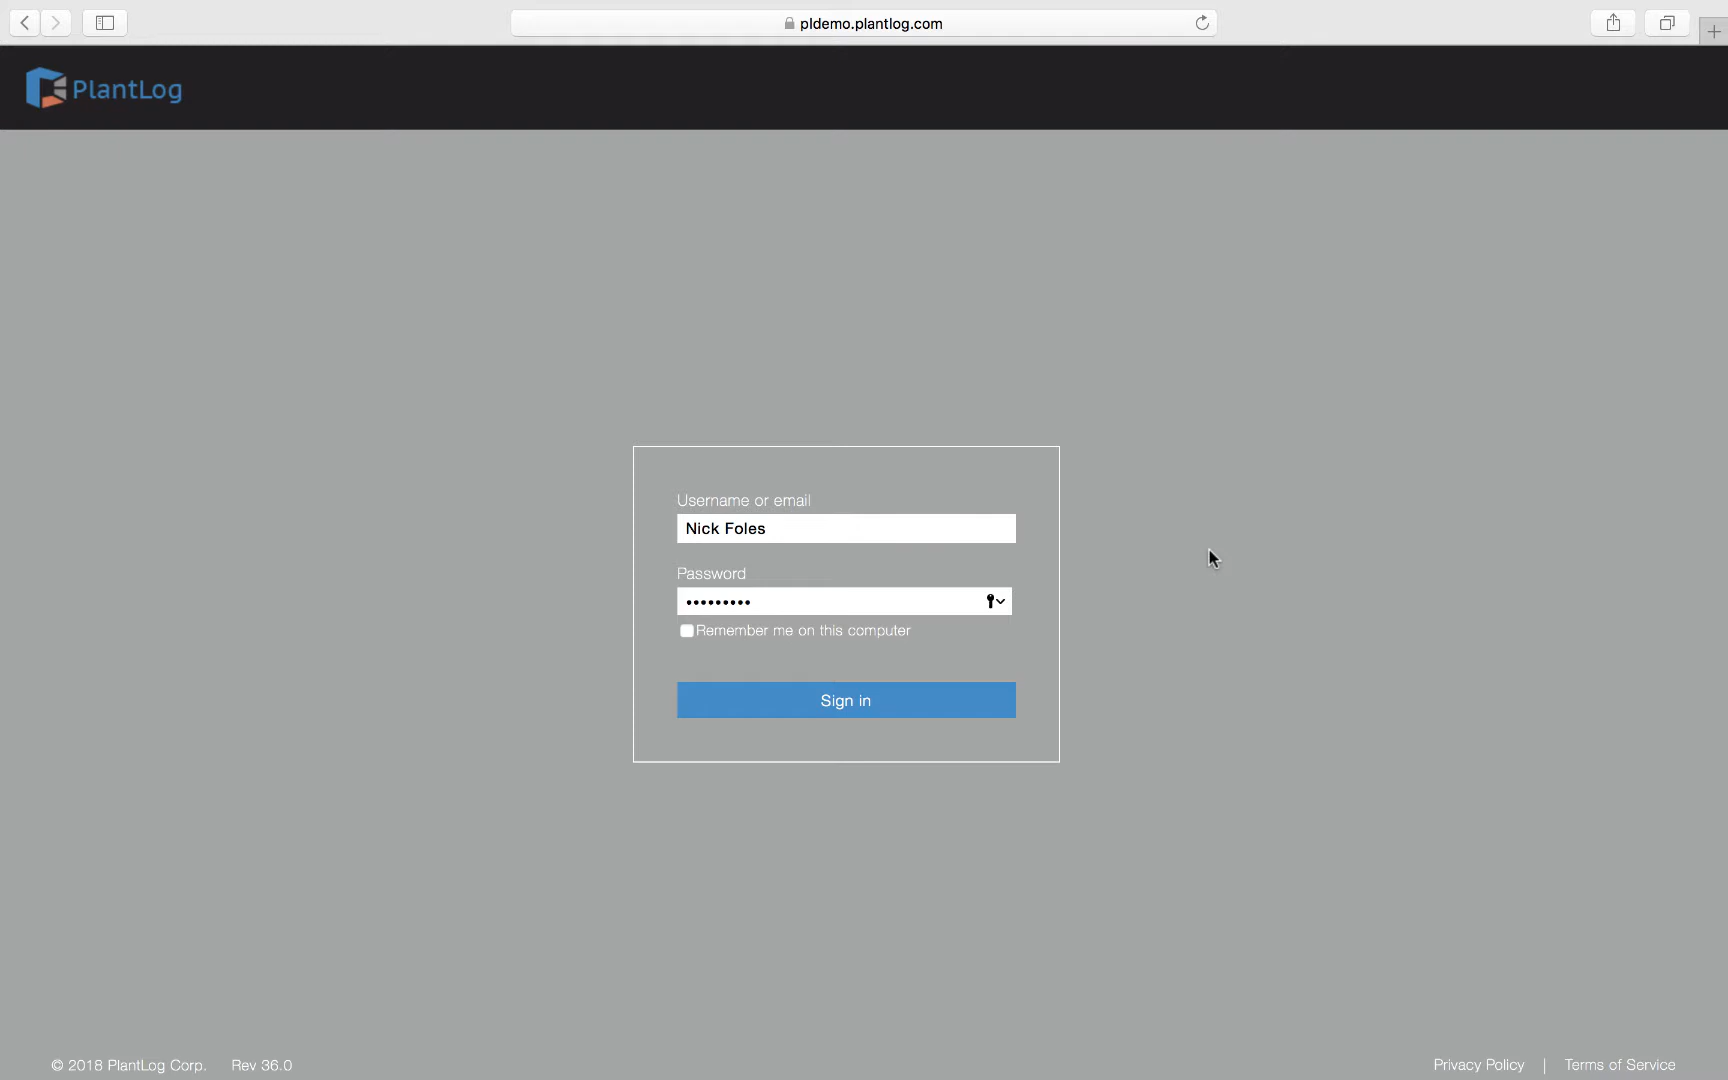 pldemo.plantlog.com
PlantLog
Username or email
Nick Foles
Password
•••••••••
Remember me on this computer
Sign in
© 2018 PlantLog Corp. Rev 36.0
Privacy Policy | Terms of Service